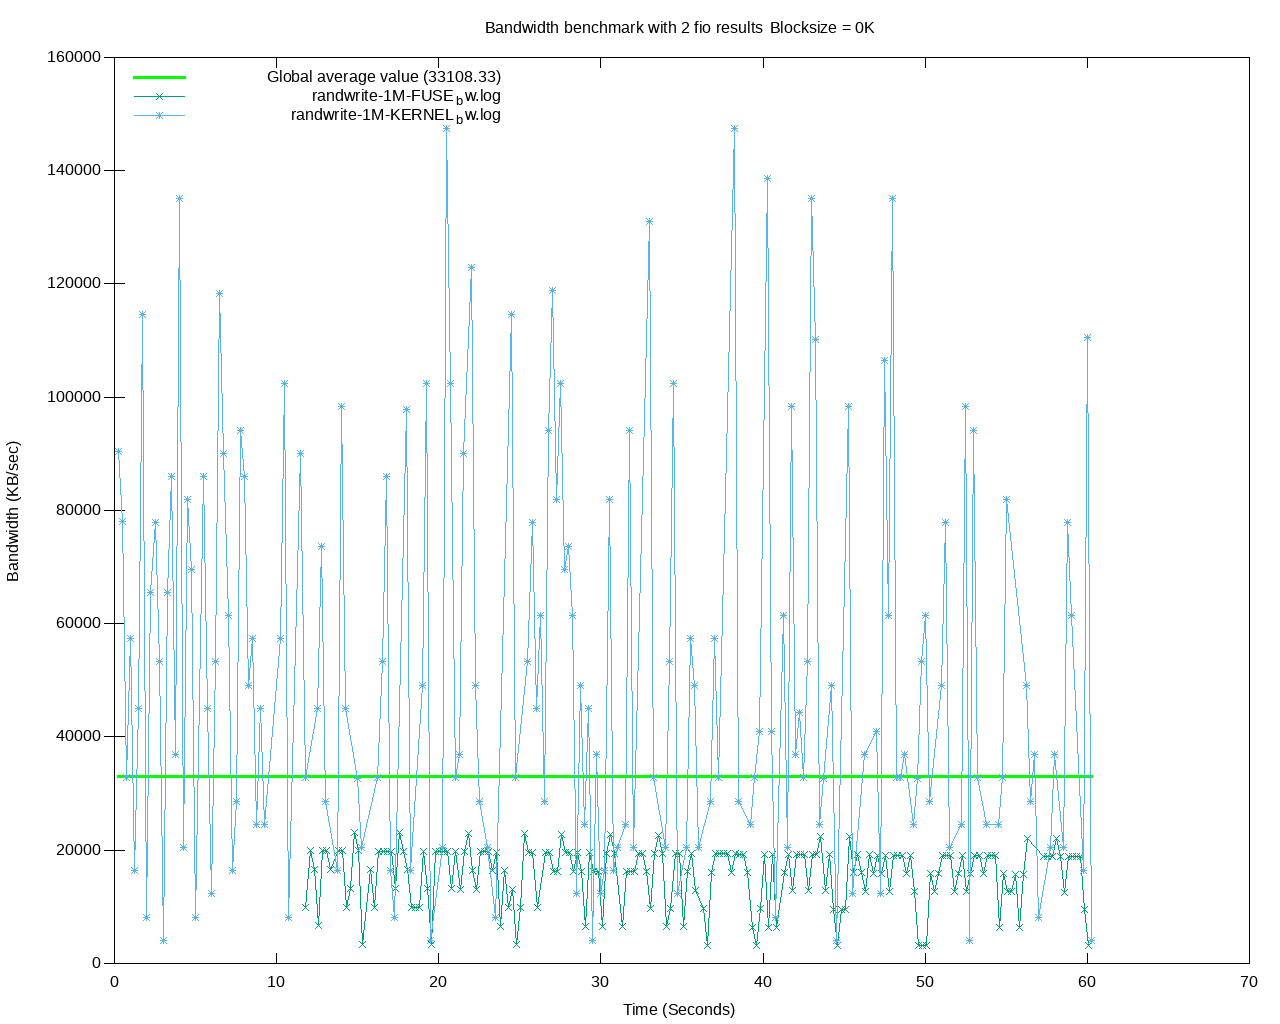 Bandwidth benchmark with 2 fio results Blocksize = 0K
160000
Global average value (33108.33)
randwrite-1M-FUSE_bw.log
randwrite-1M-KERNEL_bw.log
140000
120000
100000
80000
60000
40000
20000
0
Bandwidth (KB/sec)
0 10 20 30 40 50 60 70
Time (Seconds)